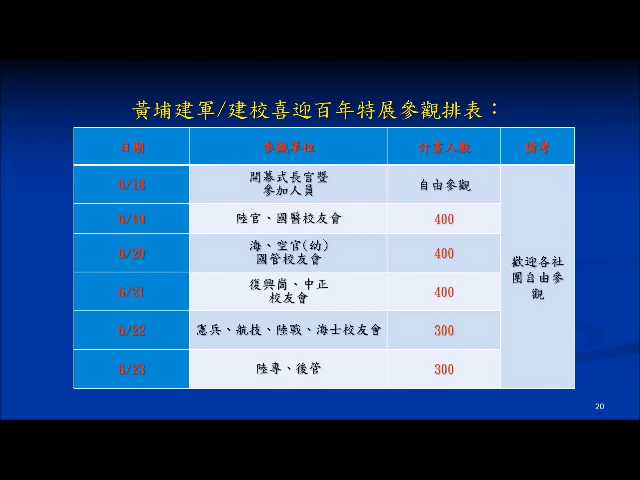 黃埔建軍/建校喜迎百年特展參觀排表：
日期 參觀單位 計畫人數 備考
6/18 開幕式長官暨參加人員 自由參觀 歡迎各社團自由參觀
6/19 陸官、國醫校友會 400
6/20 海、空官(幼)國管校友會 400
6/21 復興崗、中正校友會 400
6/22 憲兵、航技、陸戰、海士校友會 300
6/23 陸專、後管 300
20